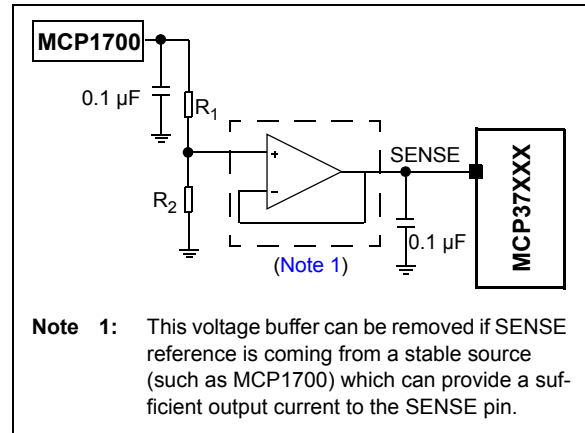 MCP1700
0.1 µF
R1
R2
+
–
SENSE
0.1 µF
MCP37XXX
(Note 1)
Note 1: This voltage buffer can be removed if SENSE
reference is coming from a stable source
(such as MCP1700) which can provide a suf-
ficient output current to the SENSE pin.